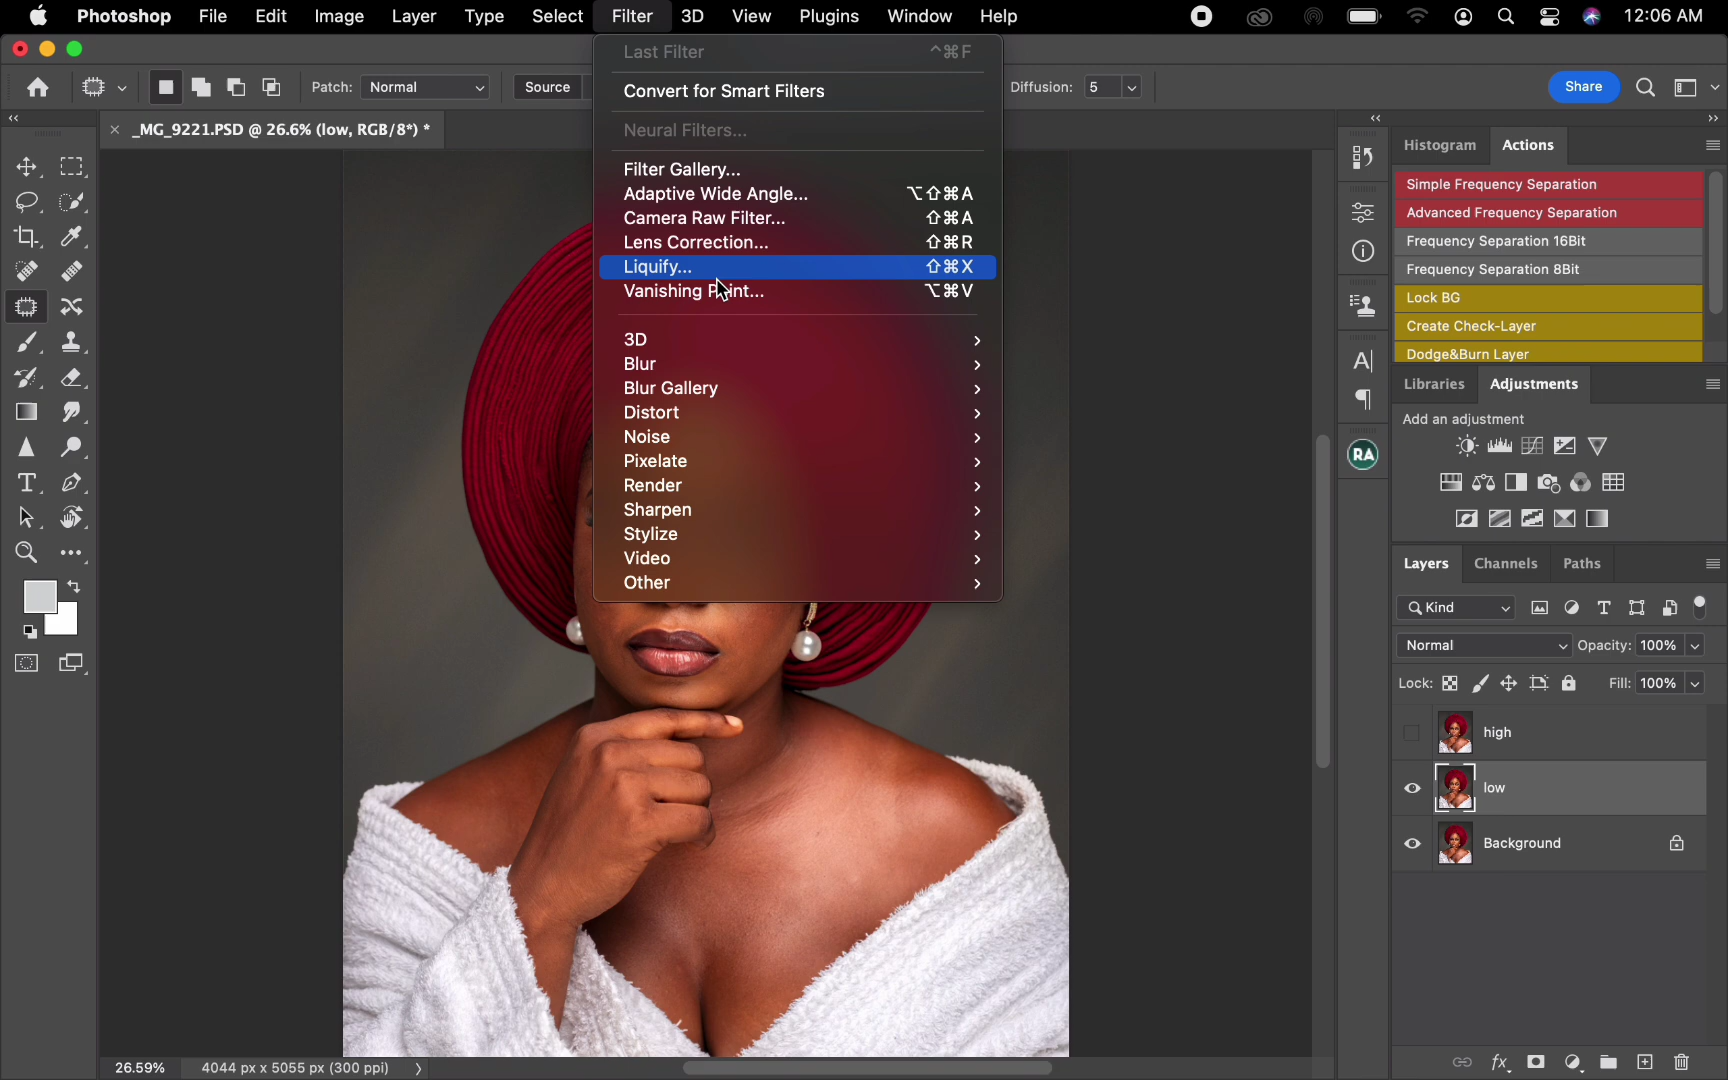 Photoshop File Edit Image Layer Type Select Filter 3D View Plugins Window Help 12:06 AM
Patch: Normal Source Diffusion: 5 Share
× _MG_9221.PSD @ 26.6% (low, RGB/8*) *
Last Filter ^⌘F
Convert for Smart Filters
Neural Filters...
Filter Gallery...
Adaptive Wide Angle... ⌥⇧⌘A
Camera Raw Filter... ⇧⌘A
Lens Correction... ⇧⌘R
Liquify... ⇧⌘X
Vanishing Point... ⌥⌘V
3D
Blur
Blur Gallery
Distort
Noise
Pixelate
Render
Sharpen
Stylize
Video
Other
Histogram Actions
Simple Frequency Separation
Advanced Frequency Separation
Frequency Separation 16Bit
Frequency Separation 8Bit
Lock BG
Create Check-Layer
Dodge&Burn Layer
Libraries Adjustments
Add an adjustment
RA
Layers Channels Paths
Kind
Normal Opacity: 100%
Lock: Fill: 100%
high
low
Background
26.59% 4044 px x 5055 px (300 ppi)